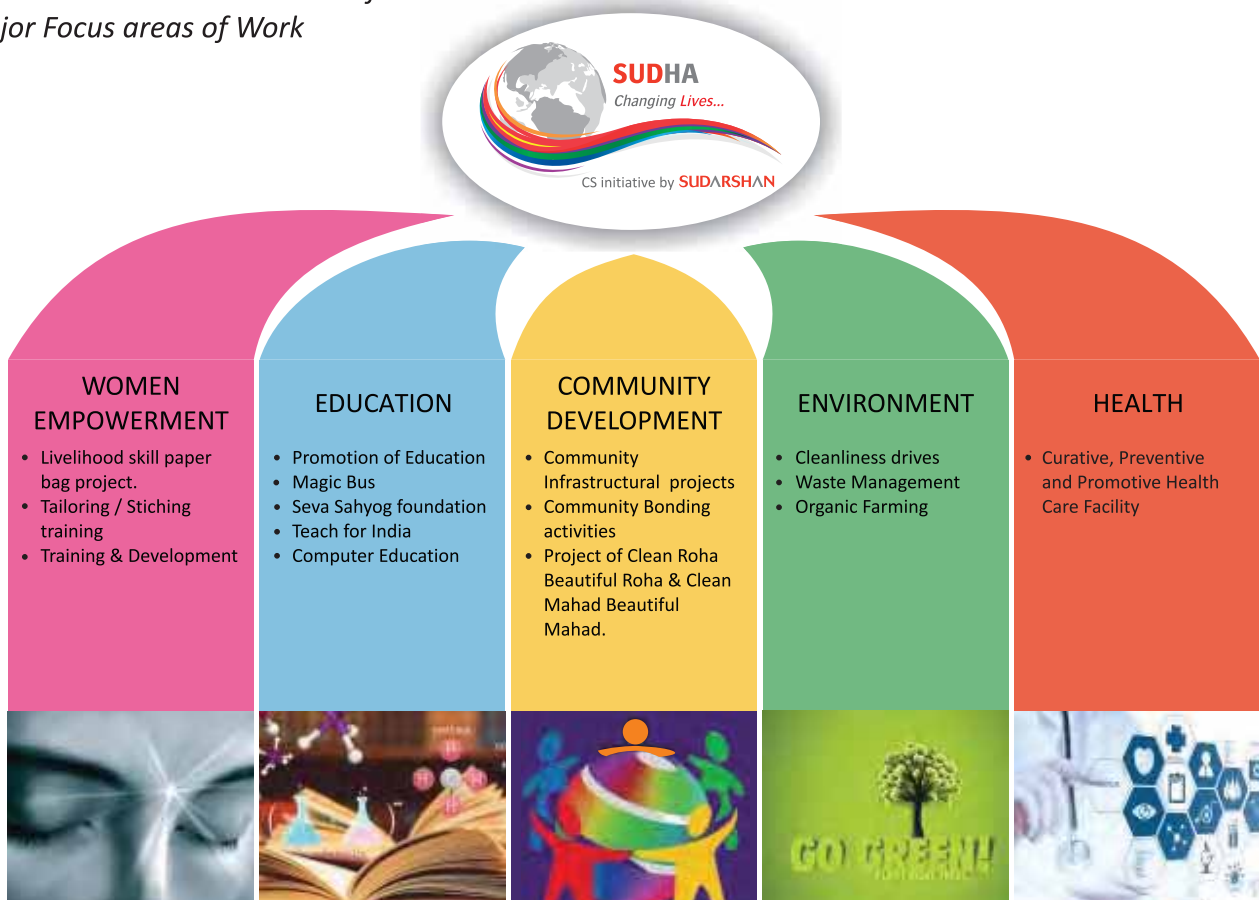 jor Focus areas of Work
SUDHA
Changing Lives...
CS initiative by SUDARSHAN
WOMEN
EMPOWERMENT
• Livelihood skill paper
bag project.
• Tailoring / Stiching
training
• Training & Development
EDUCATION
• Promotion of Education
• Magic Bus
• Seva Sahyog foundation
• Teach for India
• Computer Education
COMMUNITY
DEVELOPMENT
• Community
Infrastructural  projects
• Community Bonding
activities
• Project of Clean Roha
Beautiful Roha & Clean
Mahad Beautiful
Mahad.
ENVIRONMENT
• Cleanliness drives
• Waste Management
• Organic Farming
HEALTH
• Curative, Preventive
and Promotive Health
Care Facility
H
H C H
H
GO GREEN!